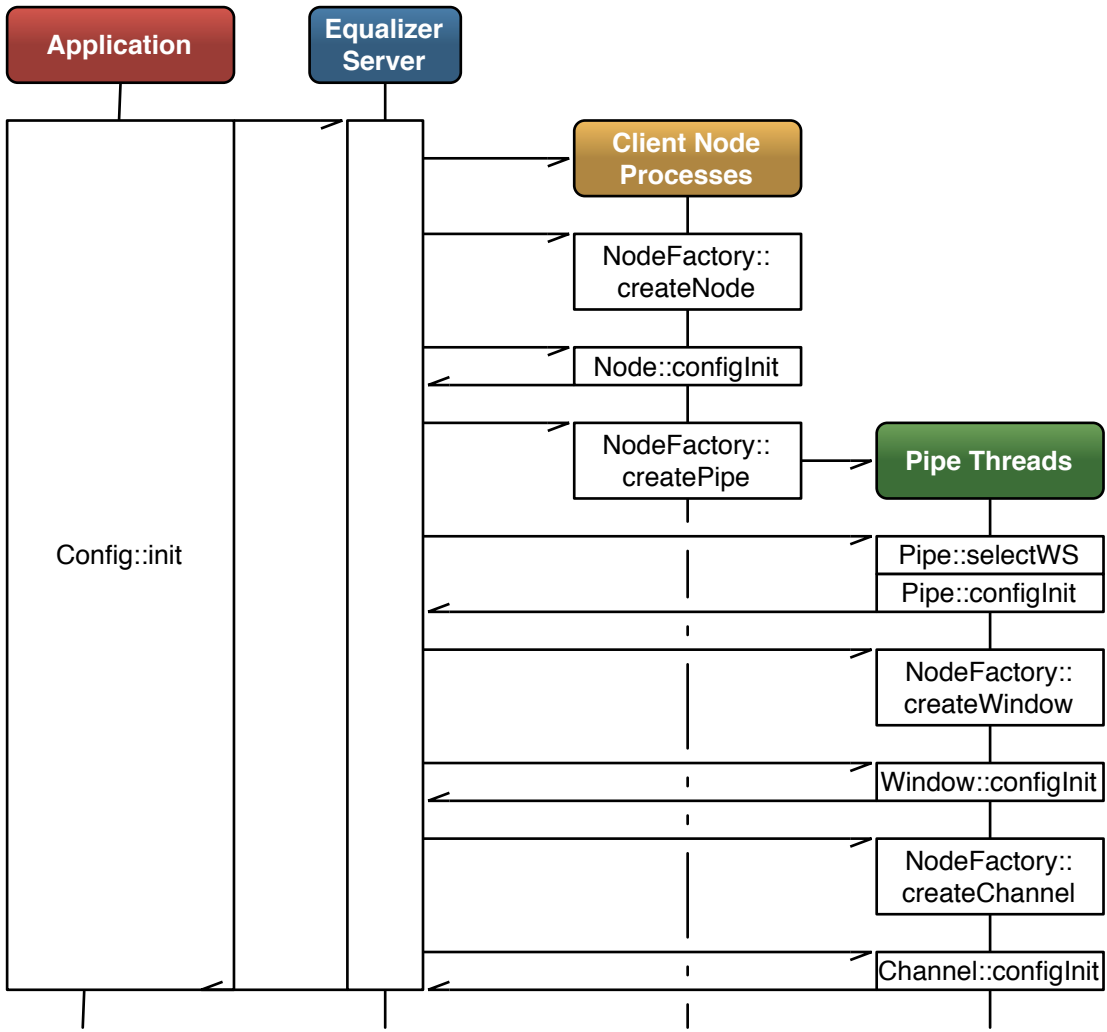 Application
Equalizer
Server
Client Node
Processes
NodeFactory::
createNode
Node::configInit
NodeFactory::
createPipe
Pipe Threads
Config::init
Pipe::selectWS
Pipe::configInit
NodeFactory::
createWindow
Window::configInit
NodeFactory::
createChannel
Channel::configInit